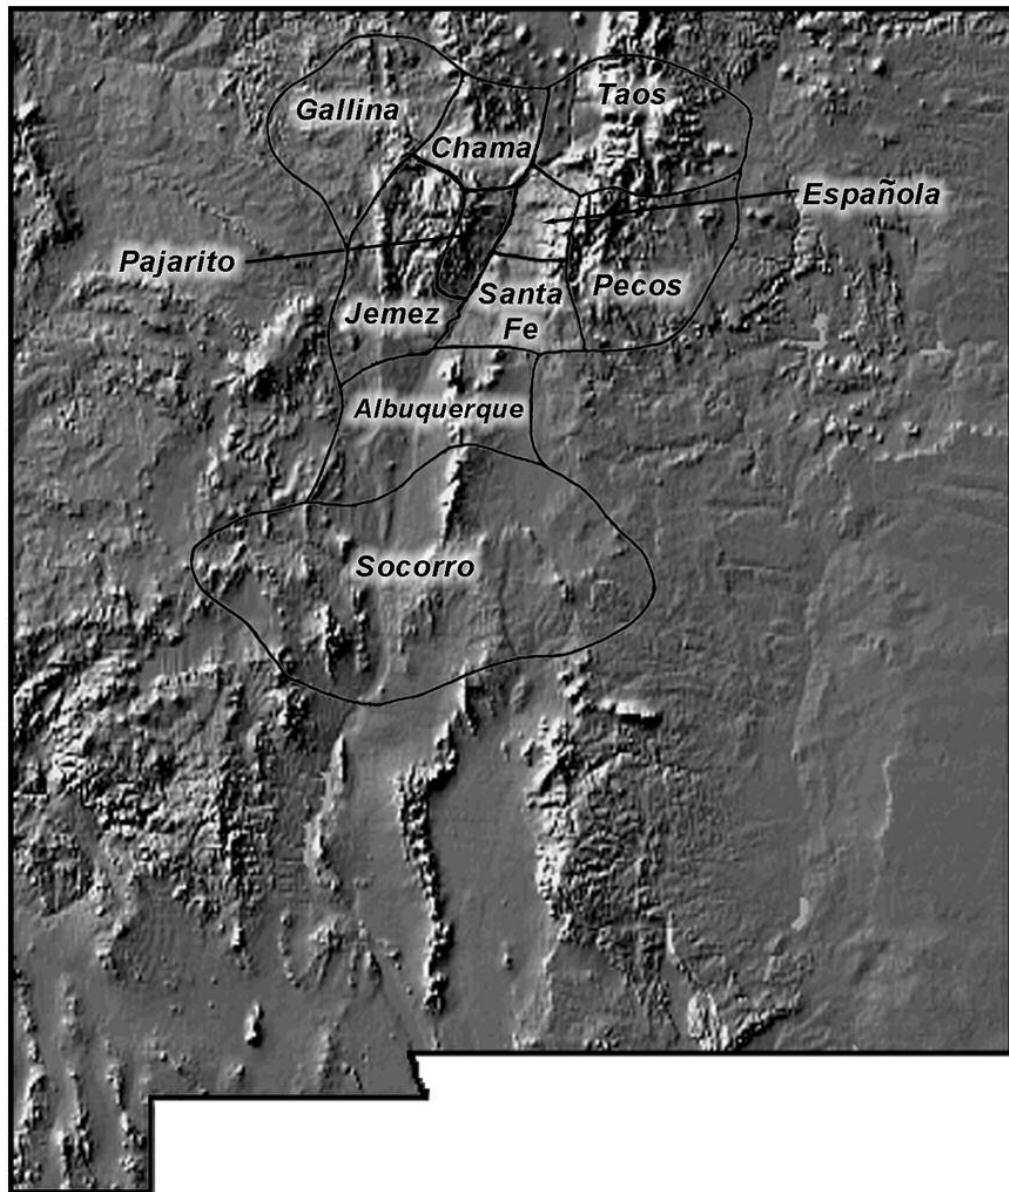 Gallina
Taos
Chama
Española
Pajarito
Jemez
Santa
Fe
Pecos
Albuquerque
Socorro